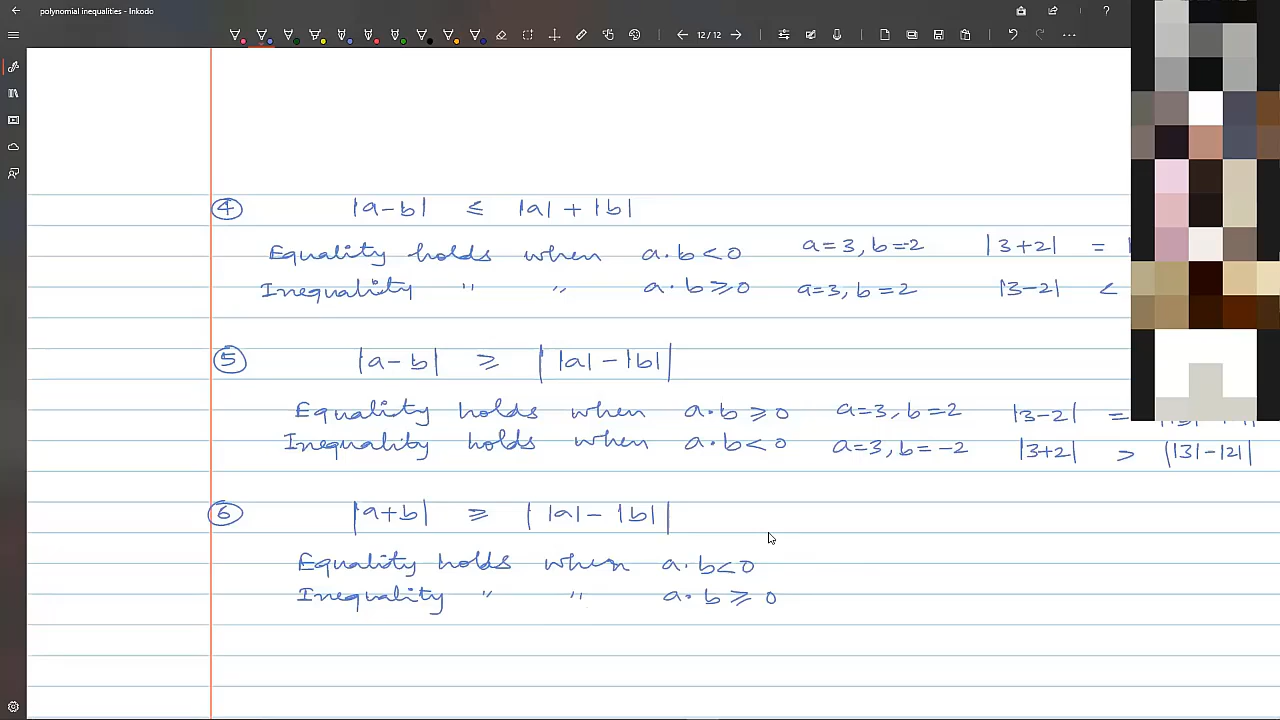 polynomial inequalities - Inkodo
12/12
④ |a-b| ≤ |a| + |b|
Equality holds when a.b<0 a=3, b=-2 |3+2| =
Inequality " " a.b≥0 a=3, b=2 |3-2| <
⑤ |a-b| ≥ | |a| - |b| |
Equality holds when a.b≥0 a=3, b=2 |3-2| =
Inequality holds when a.b<0 a=3, b=-2 |3+2| > ||3|-|2||
⑥ |a+b| ≥ | |a| - |b| |
Equality holds when a.b<0
Inequality " " a.b≥0